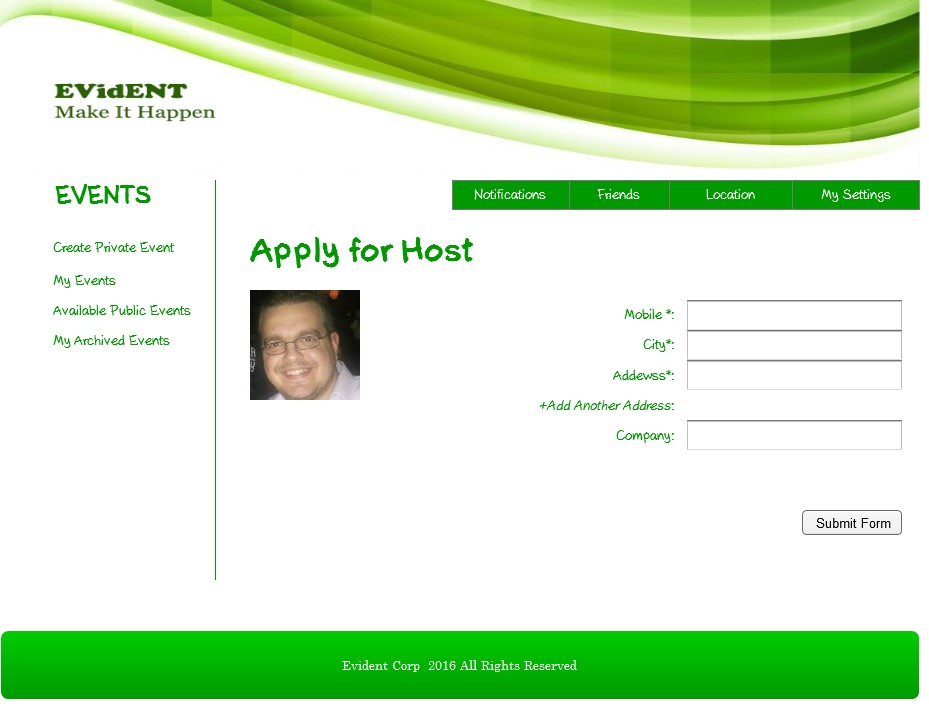 EVidENT
Make It Happen
EVENTS
Notifications Friends Location My Settings
Create Private Event
My Events
Available Public Events
My Archived Events
Apply for Host
Mobile *:
City*:
Addewss*:
+Add Another Address:
Company:
Submit Form
Evident Corp 2016 All Rights Reserved